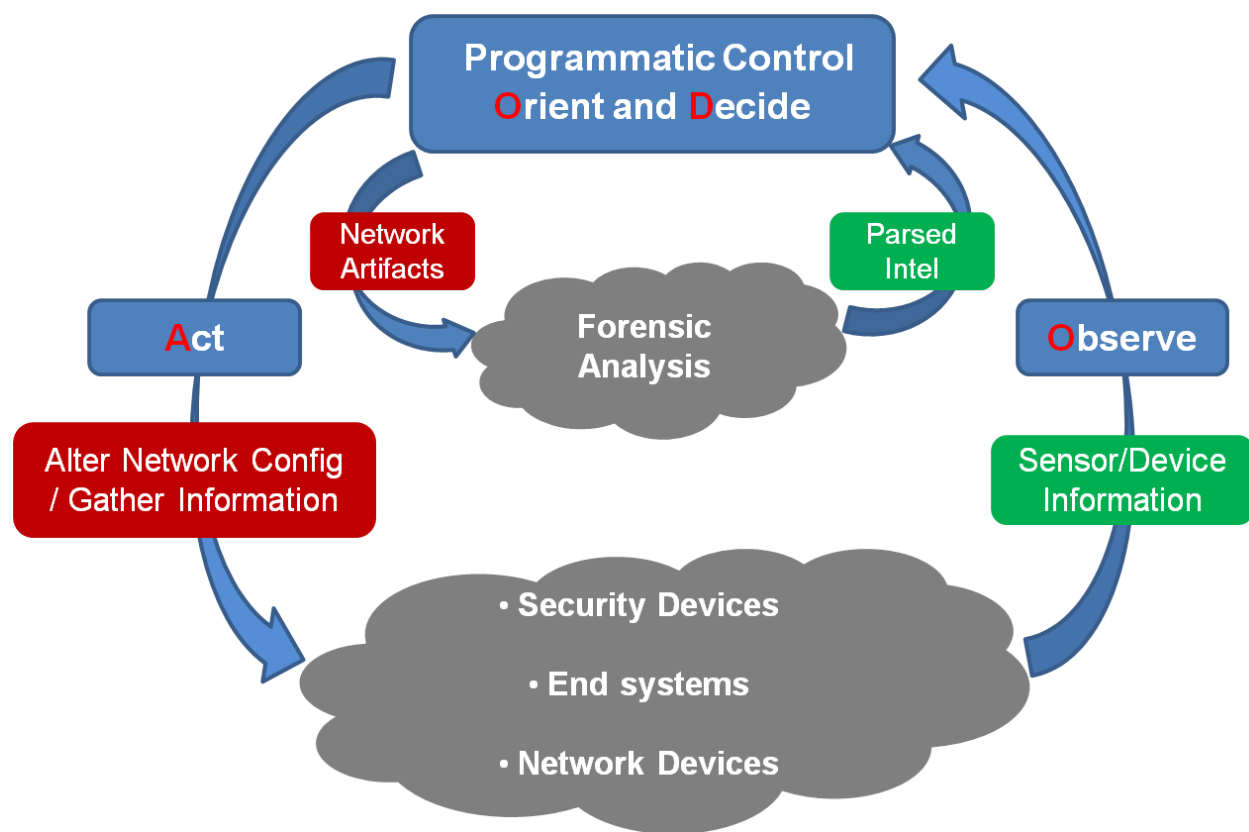 Programmatic Control
Orient and Decide
Network
Artifacts
Parsed
Intel
Forensic
Analysis
Act
Observe
Alter Network Config
/ Gather Information
Sensor/Device
Information
• Security Devices
• End systems
• Network Devices